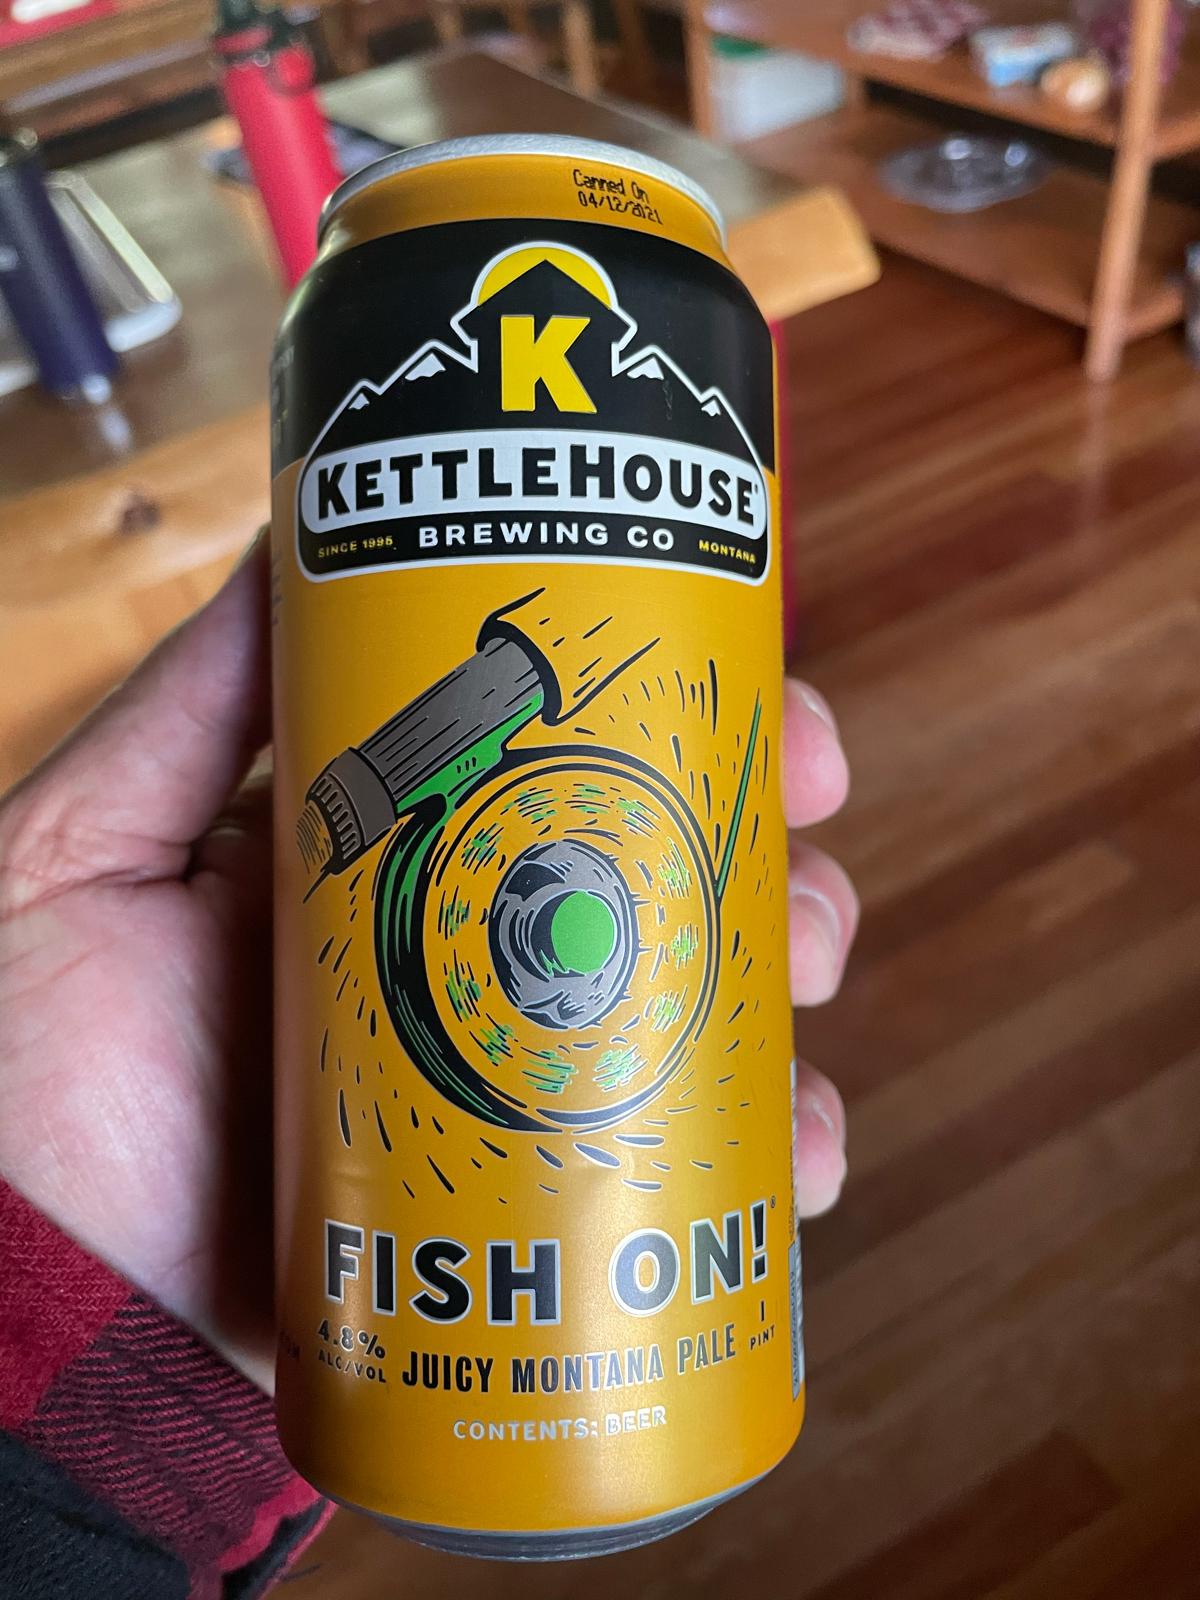 Canned On
04/12/2021
K
KETTLEHOUSE
SINCE 1995 BREWING CO MONTANA
FISH ON!®
4.8% ALC/VOL JUICY MONTANA PALE 1 PINT
CONTENTS: BEER